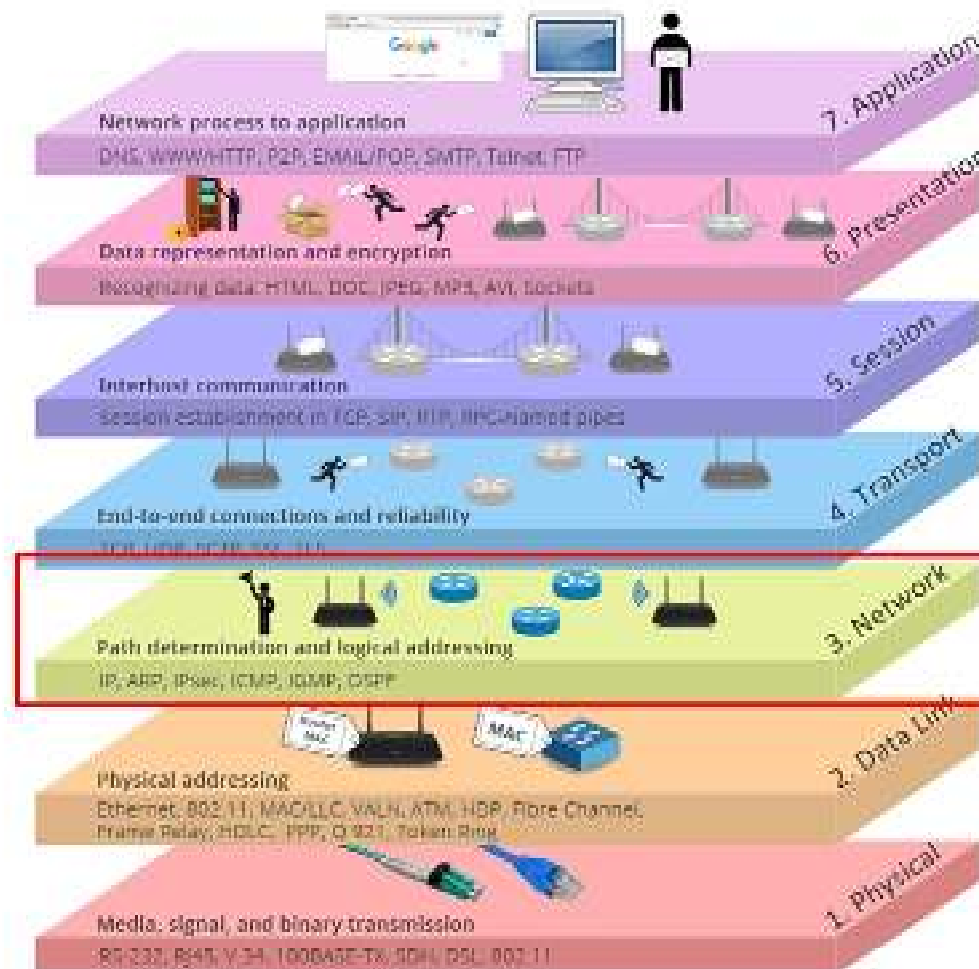 Google
Network process to application
7. Application
DNS, WWW/HTTP, P2P, EMAIL/POP, SMTP, Telnet, FTP
Data representation and encryption
6. Presentation
Recognizing data: HTML, DOC, JPEG, MP3, AVI, Sockets
Interhost communication
5. Session
Session establishment in TCP, SIP, RTP, RPC-Named pipes
End-to-end connections and reliability
4. Transport
Path determination and logical addressing
3. Network
IP, ARP, IPsec, ICMP, IGMP, OSPF
MAC
MAC
Physical addressing
2. Data Link
Ethernet, 802.11, MAC/LLC, VALN, ATM, HDP, Fibre Channel,
Frame Relay, HDLC, PPP, Q.921, Token Ring
Media, signal, and binary transmission
1. Physical
RS-232, RJ45, V.34, 100BASE-TX, SDH, DSL, 802.11